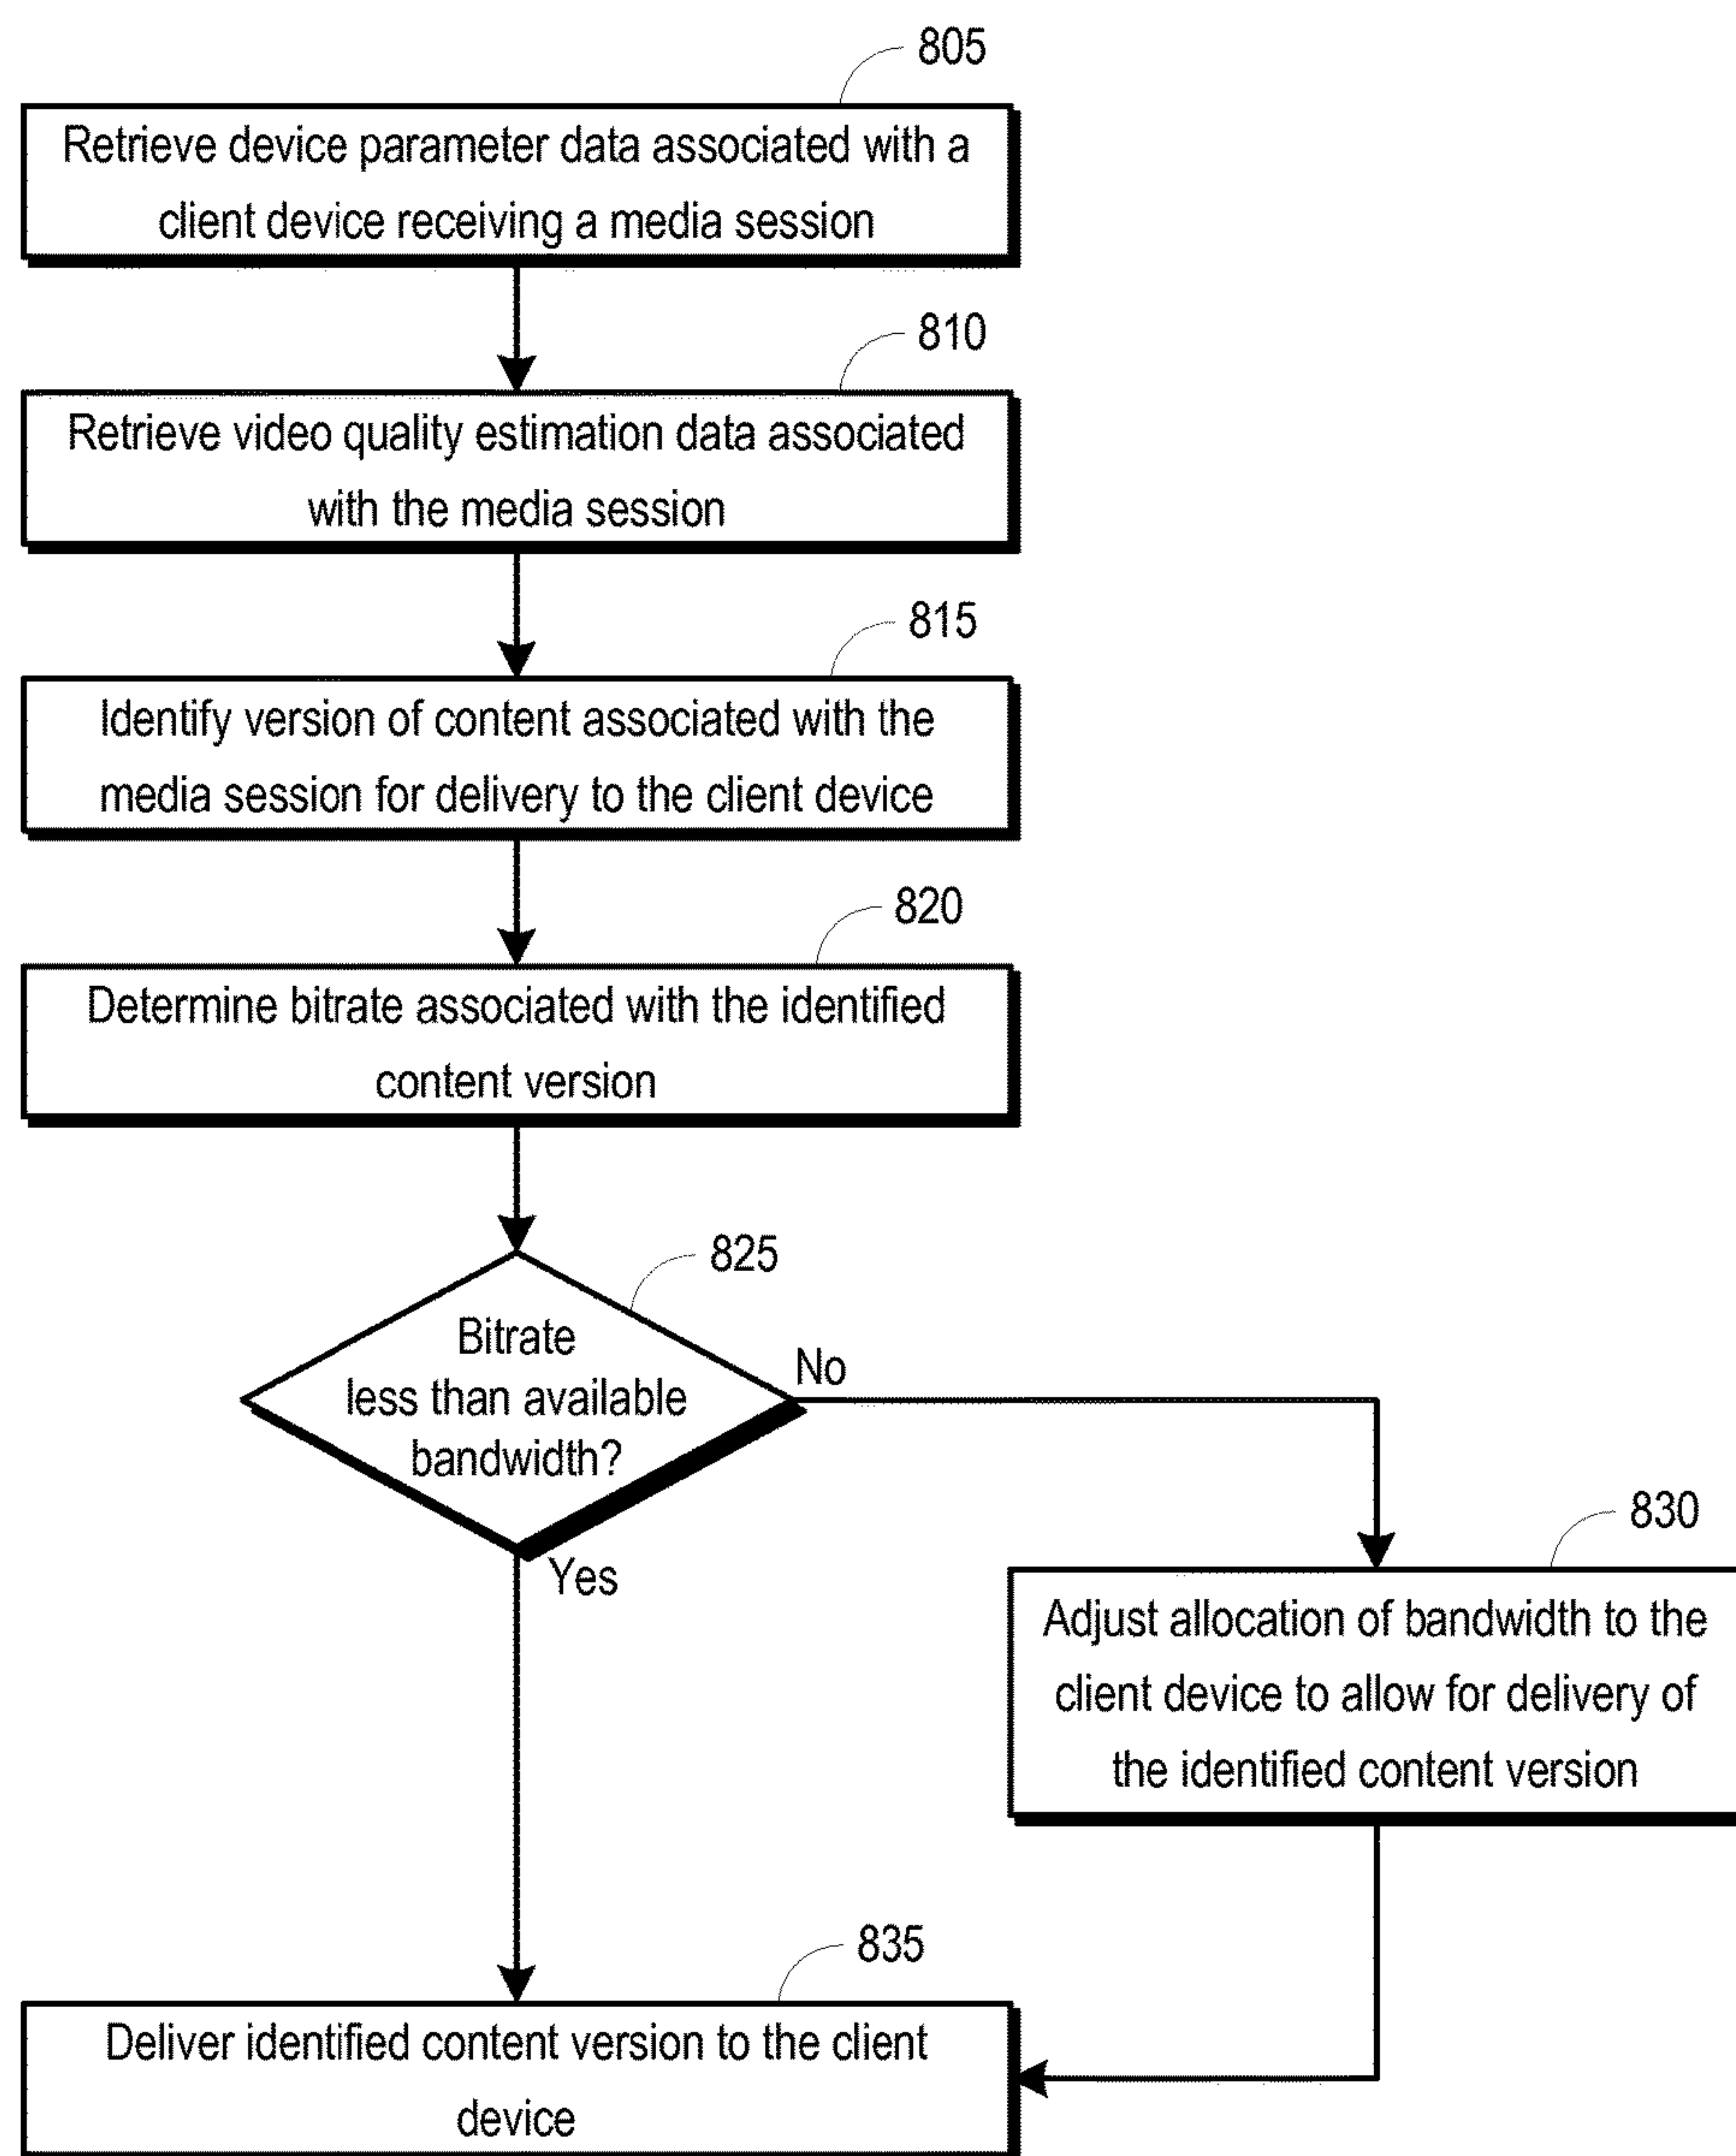 805
Retrieve device parameter data associated with a
client device receiving a media session
810
Retrieve video quality estimation data associated
with the media session
815
Identify version of content associated with the
media session for delivery to the client device
820
Determine bitrate associated with the identified
content version
825
Bitrate
less than available
bandwidth?
No
Yes
830
Adjust allocation of bandwidth to the
client device to allow for delivery of
the identified content version
835
Deliver identified content version to the client
device